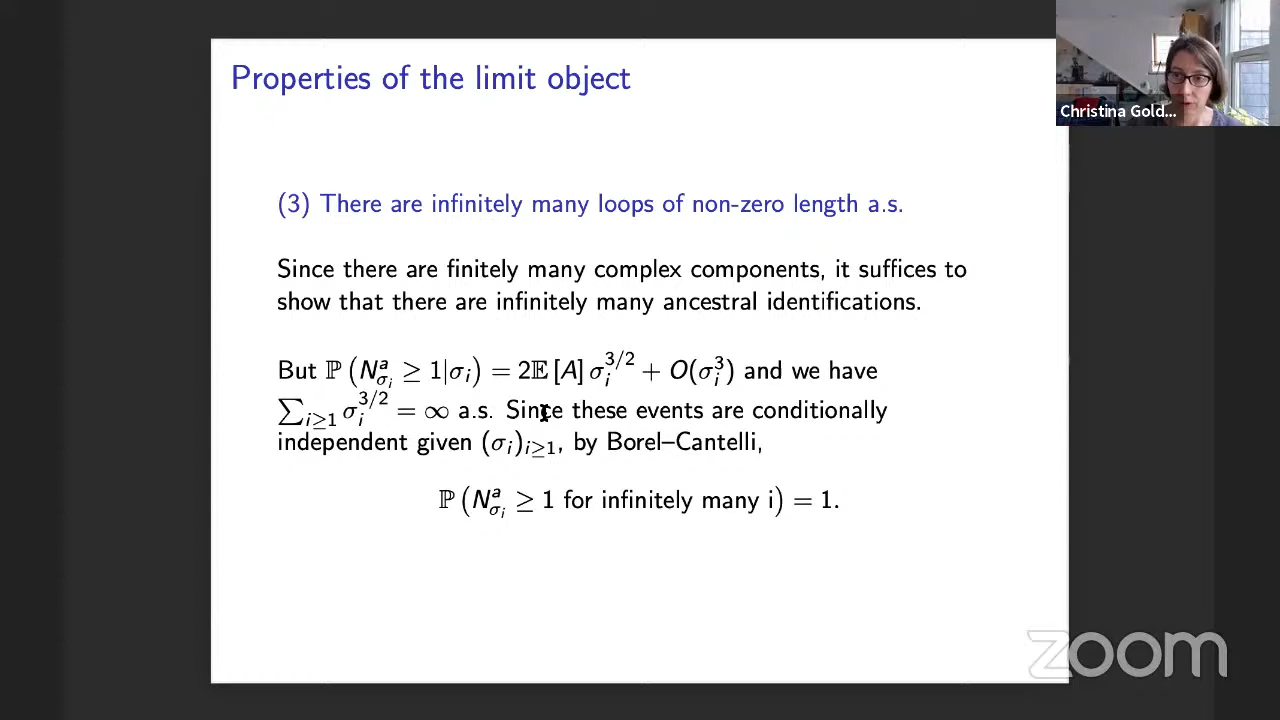 Properties of the limit object
Christina Gold...
(3) There are infinitely many loops of non-zero length a.s.
Since there are finitely many complex components, it suffices to
show that there are infinitely many ancestral identifications.
But ℙ (N^a_{σ_i} ≥ 1|σ_i) = 2𝔼 [A] σ_i^{3/2} + O(σ_i^3) and we have
∑_{i≥1} σ_i^{3/2} = ∞ a.s. Since these events are conditionally
independent given (σ_i)_{i≥1}, by Borel–Cantelli,
ℙ (N^a_{σ_i} ≥ 1 for infinitely many i) = 1.
zoom